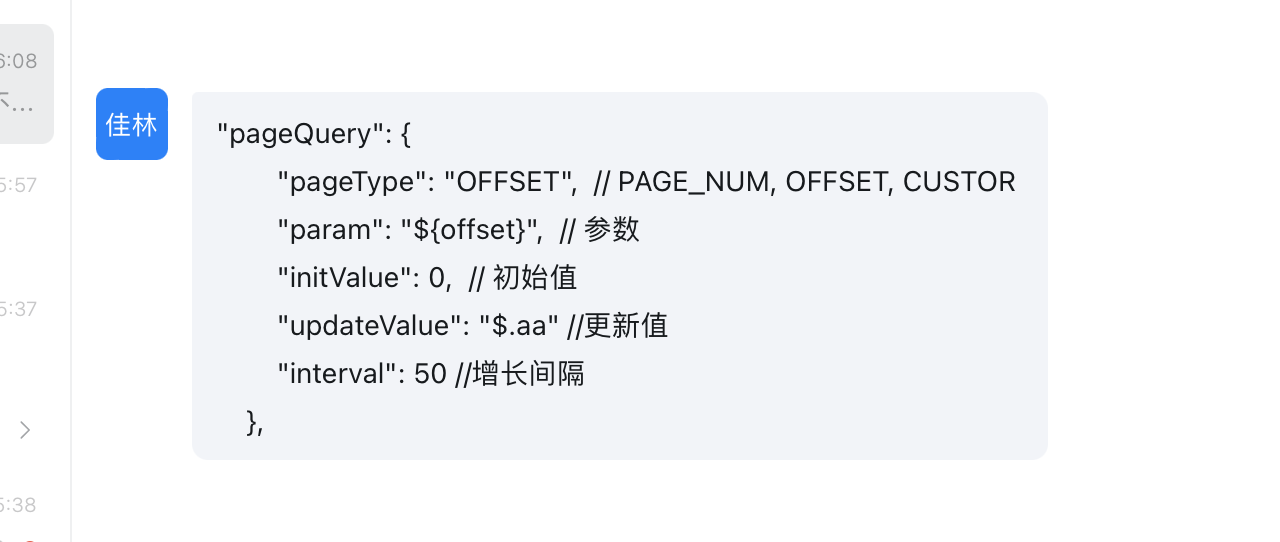 6:08
5:57
5:37
5:38
佳林
"pageQuery": {
"pageType": "OFFSET",  // PAGE_NUM, OFFSET, CUSTOR
"param": "${offset}",  // 参数
"initValue": 0,  // 初始值
"updateValue": "$.aa" //更新值
"interval": 50 //增长间隔
},